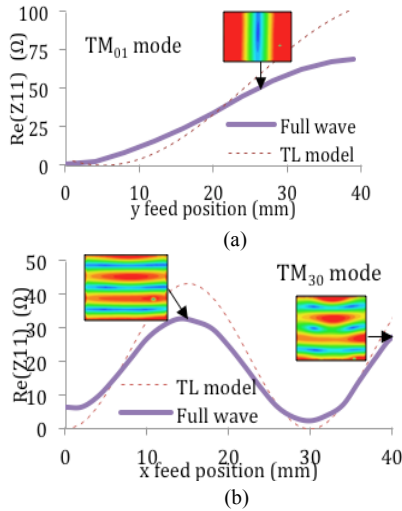 100
TM01 mode
75
50
25
0
Re(Z11) (Ω)
Full wave
TL model
0 10 20 30 40
y feed position (mm)
(a)
50
TM30 mode
40
30
20
10
0
Re(Z11) (Ω)
TL model
Full wave
0 10 20 30 40
x feed position (mm)
(b)